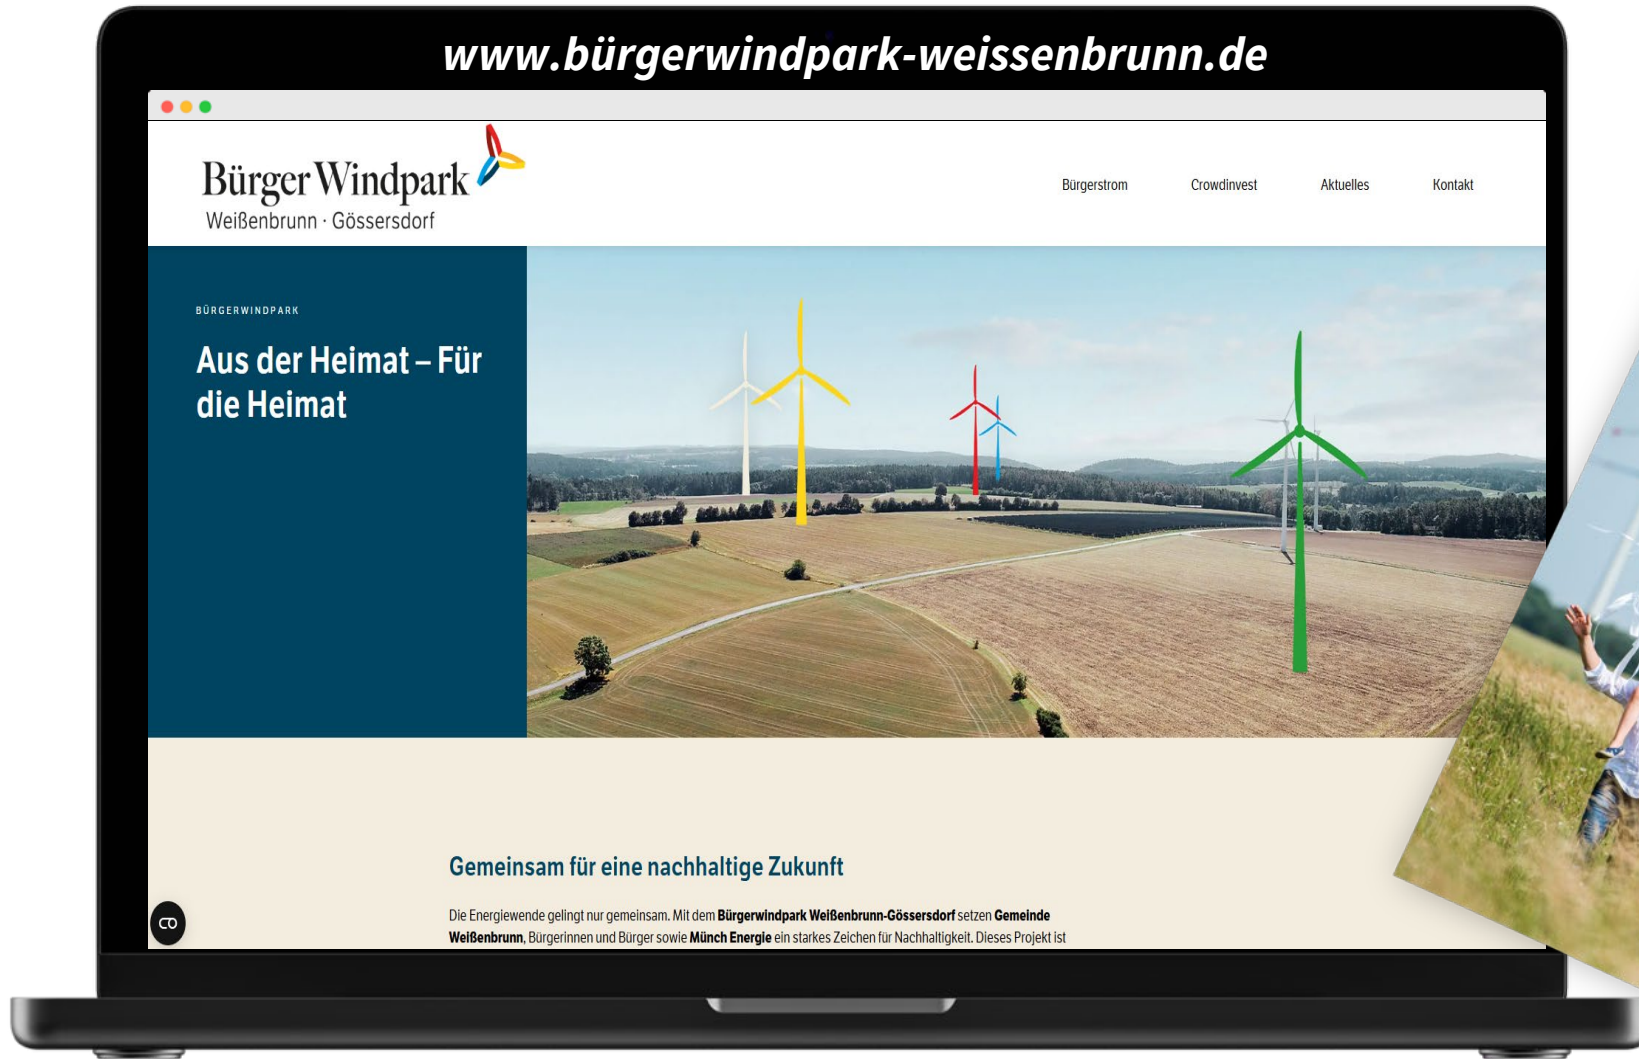 www.bürgerwindpark-weissenbrunn.de
Bürger Windpark
Weißenbrunn · Gössersdorf
Bürgerstrom Crowdinvest Aktuelles Kontakt
BÜRGERWINDPARK
Aus der Heimat – Für
die Heimat
Gemeinsam für eine nachhaltige Zukunft
Die Energiewende gelingt nur gemeinsam. Mit dem Bürgerwindpark Weißenbrunn-Gössersdorf setzen Gemeinde
Weißenbrunn, Bürgerinnen und Bürger sowie Münch Energie ein starkes Zeichen für Nachhaltigkeit. Dieses Projekt ist